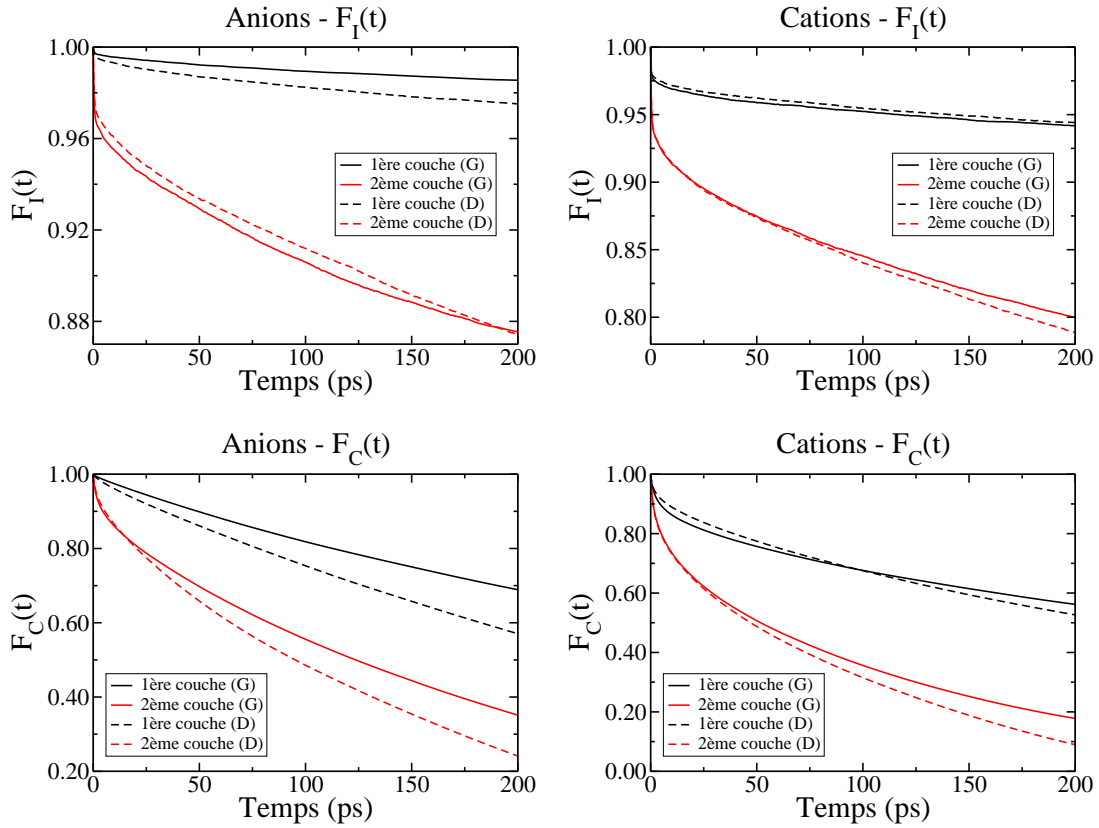 Anions - F_I(t)
1.00
0.96
0.92
0.88
F_I(t)
1ère couche (G)
2ème couche (G)
1ère couche (D)
2ème couche (D)
0 50 100 150 200
Temps (ps)
Cations - F_I(t)
1.00
0.95
0.90
0.85
0.80
F_I(t)
1ère couche (G)
2ème couche (G)
1ère couche (D)
2ème couche (D)
0 50 100 150 200
Temps (ps)
Anions - F_C(t)
1.00
0.80
0.60
0.40
0.20
F_C(t)
1ère couche (G)
2ème couche (G)
1ère couche (D)
2ème couche (D)
0 50 100 150 200
Temps (ps)
Cations - F_C(t)
1.00
0.80
0.60
0.40
0.20
0.00
F_C(t)
1ère couche (G)
2ème couche (G)
1ère couche (D)
2ème couche (D)
0 50 100 150 200
Temps (ps)